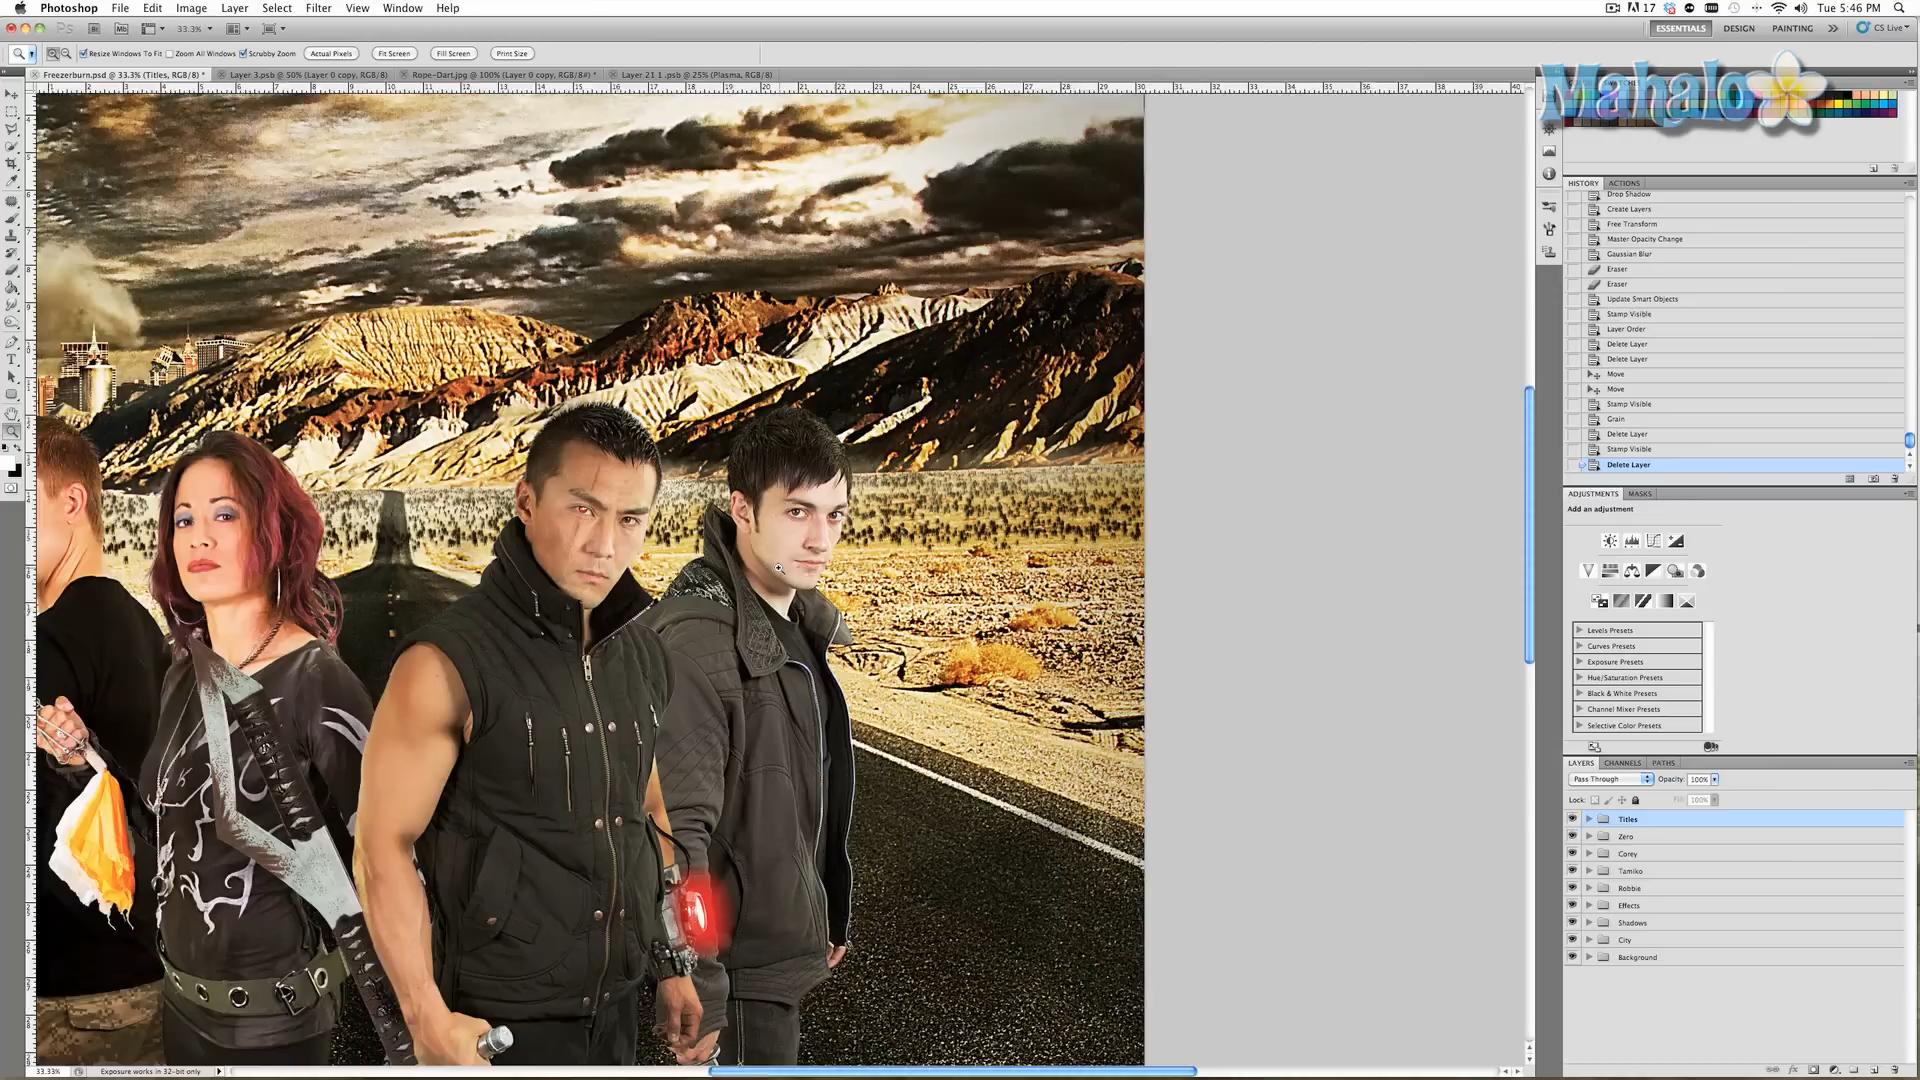 Photoshop File Edit Image Layer Select Filter View Window Help
17 Tue 5:46 PM
Ps Br Mb 33.3% ESSENTIALS DESIGN PAINTING CS Live
Resize Windows To Fit Zoom All Windows Scrubby Zoom Actual Pixels Fit Screen Fill Screen Print Size
Freezerburn.psd @ 33.3% (Titles, RGB/8) *
Layer 3.psb @ 50% (Layer 0 copy, RGB/8)
Rope-Dart.jpg @ 100% (Layer 0 copy, RGB/8#) *
Layer 21 1 .psb @ 25% (Plasma, RGB/8)
Mahalo
HISTORY ACTIONS
Drop Shadow
Create Layers
Free Transform
Master Opacity Change
Gaussian Blur
Eraser
Eraser
Update Smart Objects
Stamp Visible
Layer Order
Delete Layer
Delete Layer
Move
Move
Stamp Visible
Grain
Delete Layer
Stamp Visible
Delete Layer
ADJUSTMENTS MASKS
Add an adjustment
Levels Presets
Curves Presets
Exposure Presets
Hue/Saturation Presets
Black & White Presets
Channel Mixer Presets
Selective Color Presets
LAYERS CHANNELS PATHS
Pass Through Opacity: 100%
Lock: Fill: 100%
Titles
Zero
Corey
Tamiko
Robbie
Effects
Shadows
City
Background
33.33% Exposure works in 32-bit only